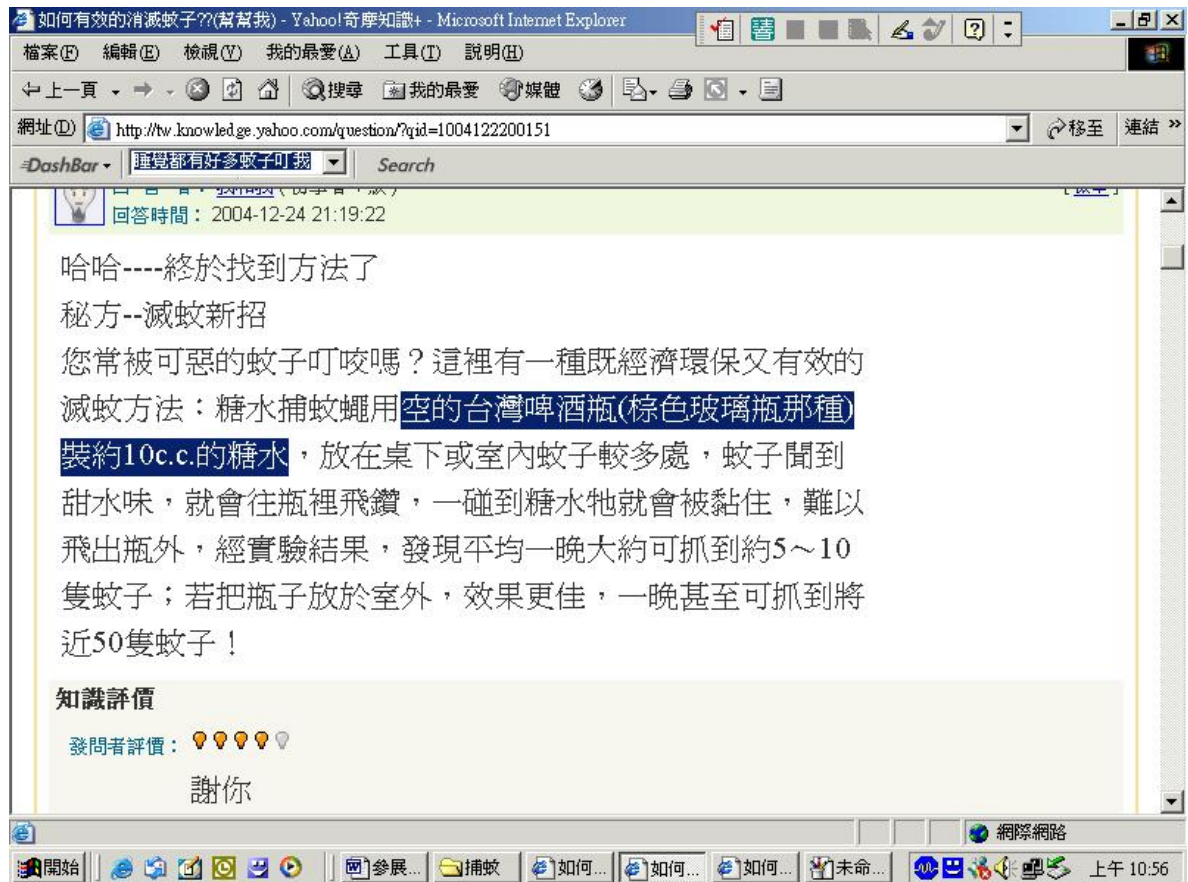 如何有效的消滅蚊子??(幫幫我) - Yahoo!奇摩知識+ - Microsoft Internet Explorer
檔案(F) 編輯(E) 檢視(V) 我的最愛(A) 工具(T) 說明(H)
上一頁 搜尋 我的最愛 媒體
網址(D) http://tw.knowledge.yahoo.com/question/?qid=1004122200151 移至 連結 »
DashBar 睡覺都有好多蚊子叮我 Search
回答時間: 2004-12-24 21:19:22
哈哈----終於找到方法了
秘方--滅蚊新招
您常被可惡的蚊子叮咬嗎?這裡有一種既經濟環保又有效的
滅蚊方法:糖水捕蚊蠅用空的台灣啤酒瓶(棕色玻璃瓶那種)
裝約10c.c.的糖水,放在桌下或室內蚊子較多處,蚊子聞到
甜水味,就會往瓶裡飛鑽,一碰到糖水牠就會被黏住,難以
飛出瓶外,經實驗結果,發現平均一晚大約可抓到約5~10
隻蚊子;若把瓶子放於室外,效果更佳,一晚甚至可抓到將
近50隻蚊子!
知識評價
發問者評價:
謝你
網際網路
開始 參展... 捕蚊 如何... 如何... 如何... 未命... 上午 10:56